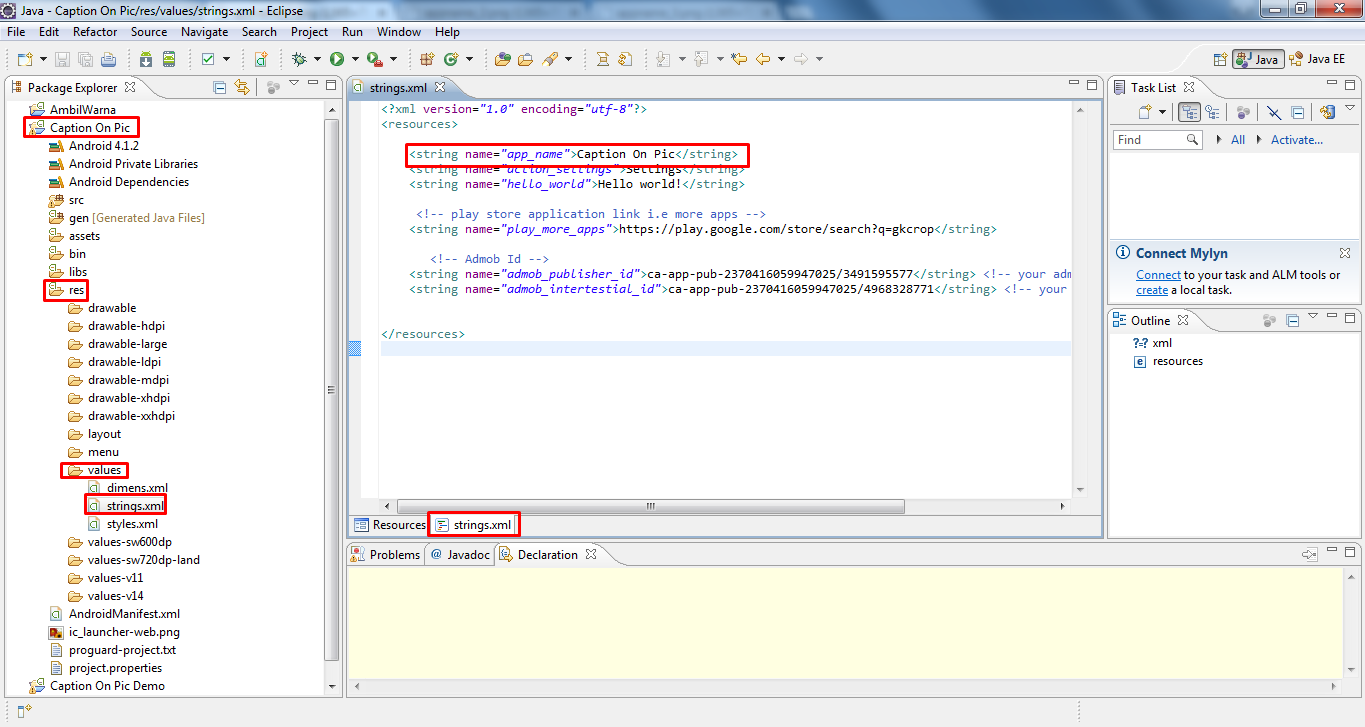 Java - Caption On Pic/res/values/strings.xml - Eclipse
File Edit Refactor Source Navigate Search Project Run Window Help
Java Java EE
Package Explorer
AmbilWarna
Caption On Pic
Android 4.1.2
Android Private Libraries
Android Dependencies
src
gen [Generated Java Files]
assets
bin
libs
res
drawable
drawable-hdpi
drawable-large
drawable-ldpi
drawable-mdpi
drawable-xhdpi
drawable-xxhdpi
layout
menu
values
dimens.xml
strings.xml
styles.xml
values-sw600dp
values-sw720dp-land
values-v11
values-v14
AndroidManifest.xml
ic_launcher-web.png
proguard-project.txt
project.properties
Caption On Pic Demo
strings.xml
<?xml version="1.0" encoding="utf-8"?>
<resources>
<string name="app_name">Caption On Pic</string>
<string name="action_settings">Settings</string>
<string name="hello_world">Hello world!</string>
<!-- play store application link i.e more apps -->
<string name="play_more_apps">https://play.google.com/store/search?q=gkcrop</string>
<!-- Admob Id -->
<string name="admob_publisher_id">ca-app-pub-2370416059947025/3491595577</string> <!-- your adm
<string name="admob_intertestial_id">ca-app-pub-2370416059947025/4968328771</string> <!-- your
</resources>
Resources strings.xml
Problems @ Javadoc Declaration
Task List
Find All Activate...
Connect Mylyn
Connect to your task and ALM tools or
create a local task.
Outline
?=? xml
e resources